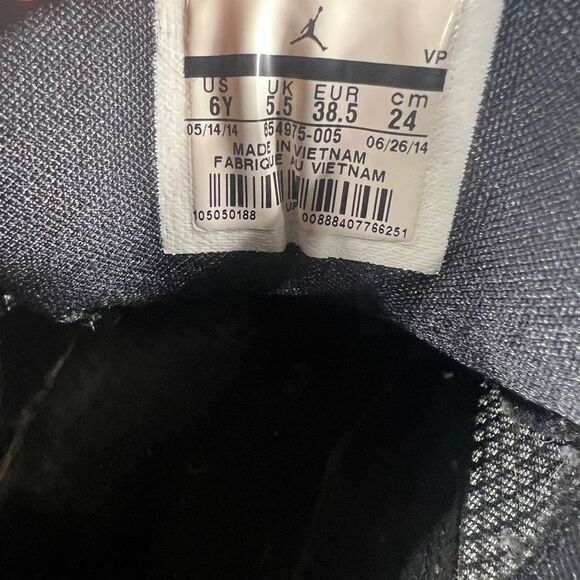 VP
US UK EUR cm
6Y 5.5 38.5 24
05/14/14 654975-005 06/26/14
MADE IN VIETNAM
FABRIQUE AU VIETNAM
105050188 UP 00888407766251